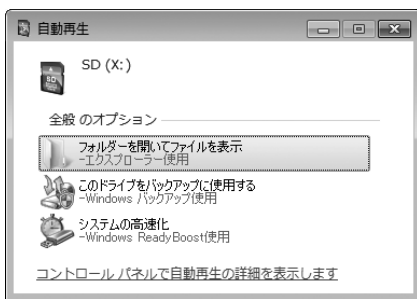 自動再生
SD (X:)
全般 のオプション
フォルダーを開いてファイルを表示
-エクスプローラー使用
このドライブをバックアップに使用する
-Windows バックアップ使用
システムの高速化
-Windows ReadyBoost使用
コントロール パネルで自動再生の詳細を表示します